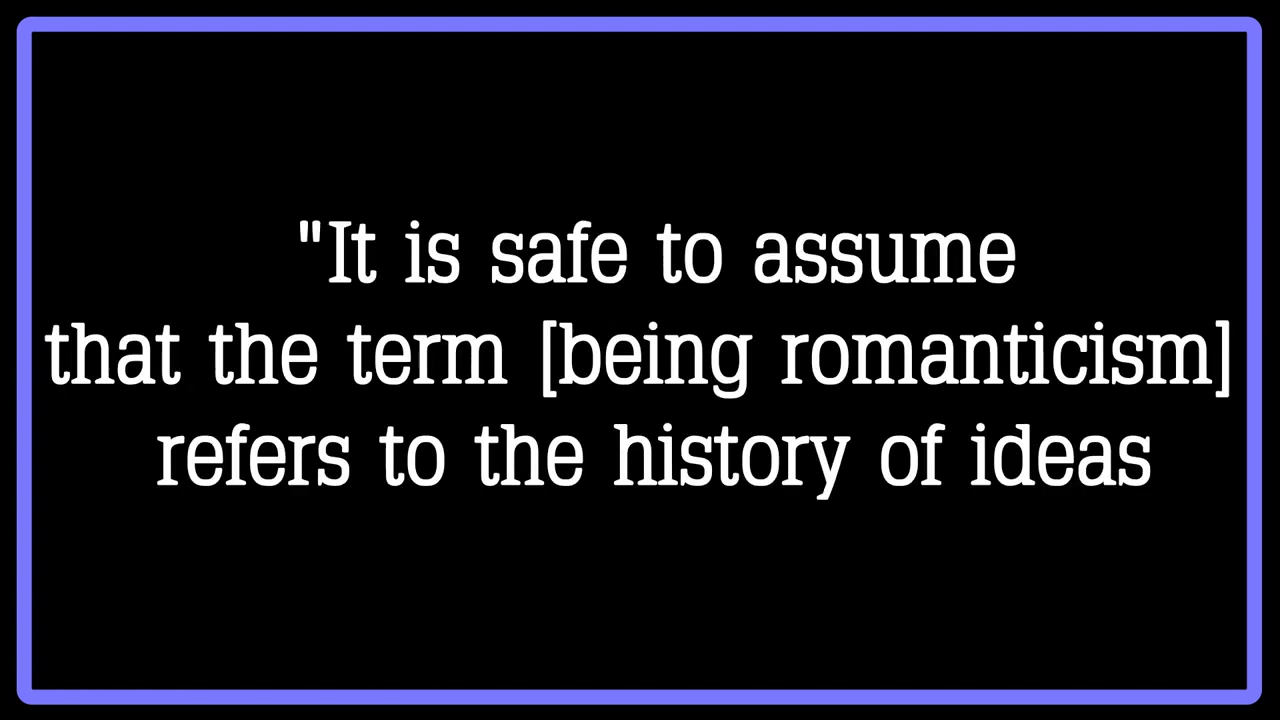 "It is safe to assume
that the term [being romanticism]
refers to the history of ideas